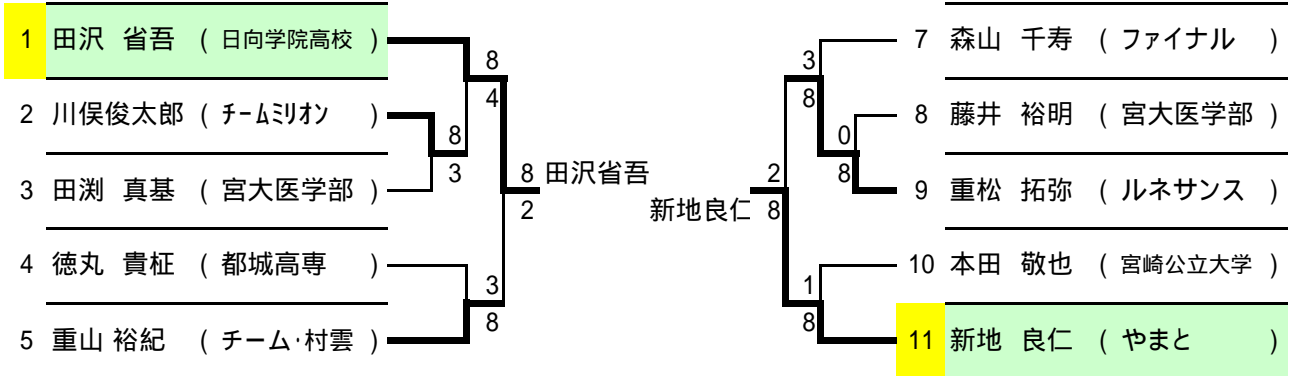 1 田沢 省吾 ( 日向学院高校 )
2 川俣俊太郎 ( チームミリオン )
3 田渕 真基 ( 宮大医学部 )
4 徳丸 貴柾 ( 都城高専 )
5 重山 裕紀 ( チーム・村雲 )
8
4
8
3
3
8
8 田沢省吾
2
2
新地良仁 8
3
8
0
8
1
8
7 森山 千寿 ( ファイナル )
8 藤井 裕明 ( 宮大医学部 )
9 重松 拓弥 ( ルネサンス )
10 本田 敬也 ( 宮崎公立大学 )
11 新地 良仁 ( やまと )